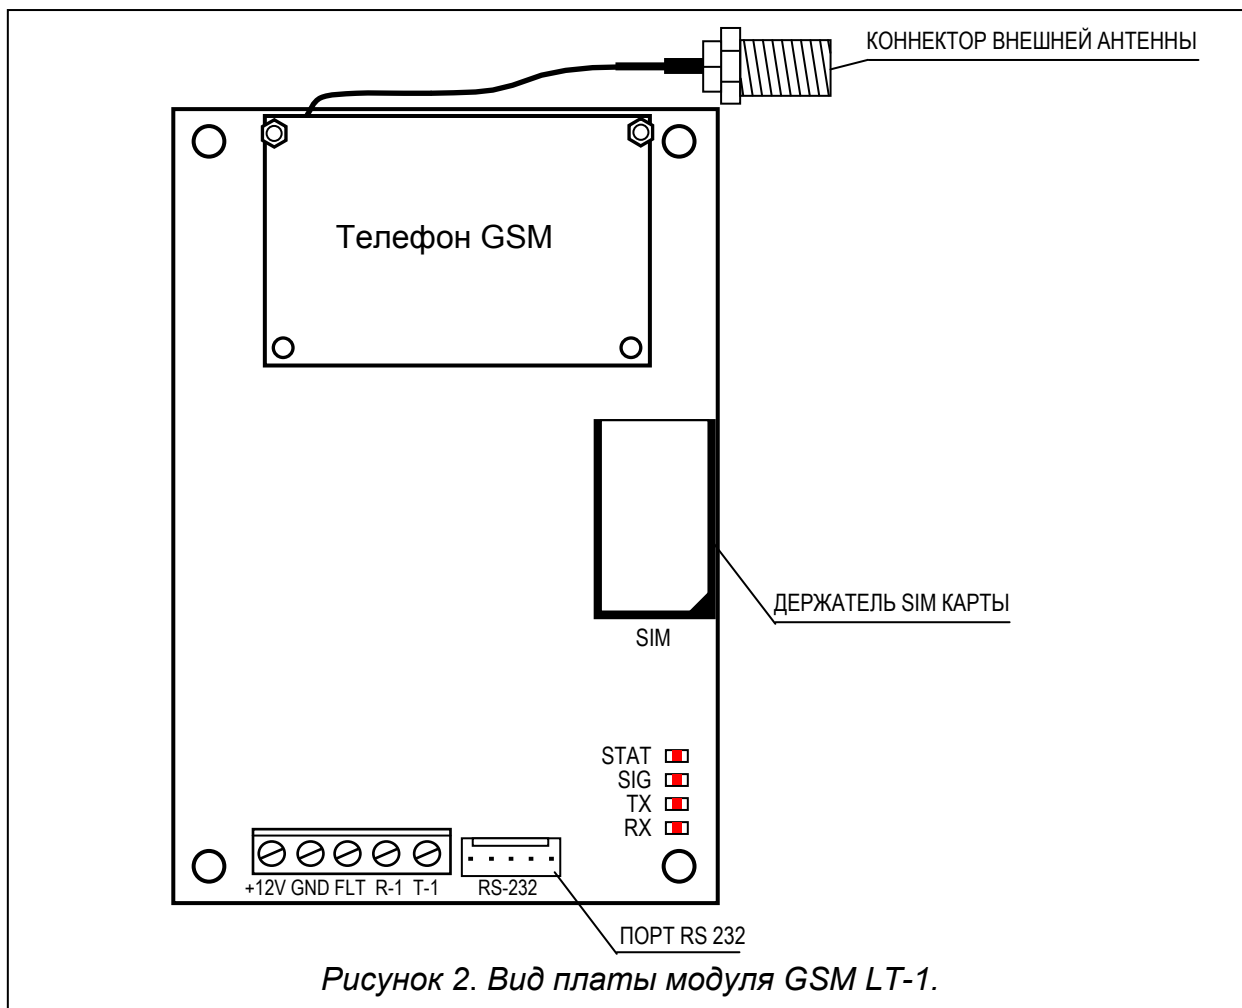 КОННЕКТОР ВНЕШНЕЙ АНТЕННЫ
Телефон GSM
ДЕРЖАТЕЛЬ SIM КАРТЫ
SIM
STAT
SIG
TX
RX
+12V GND FLT R-1 T-1 RS-232
ПОРТ RS 232
Рисунок 2. Вид платы модуля GSM LT-1.